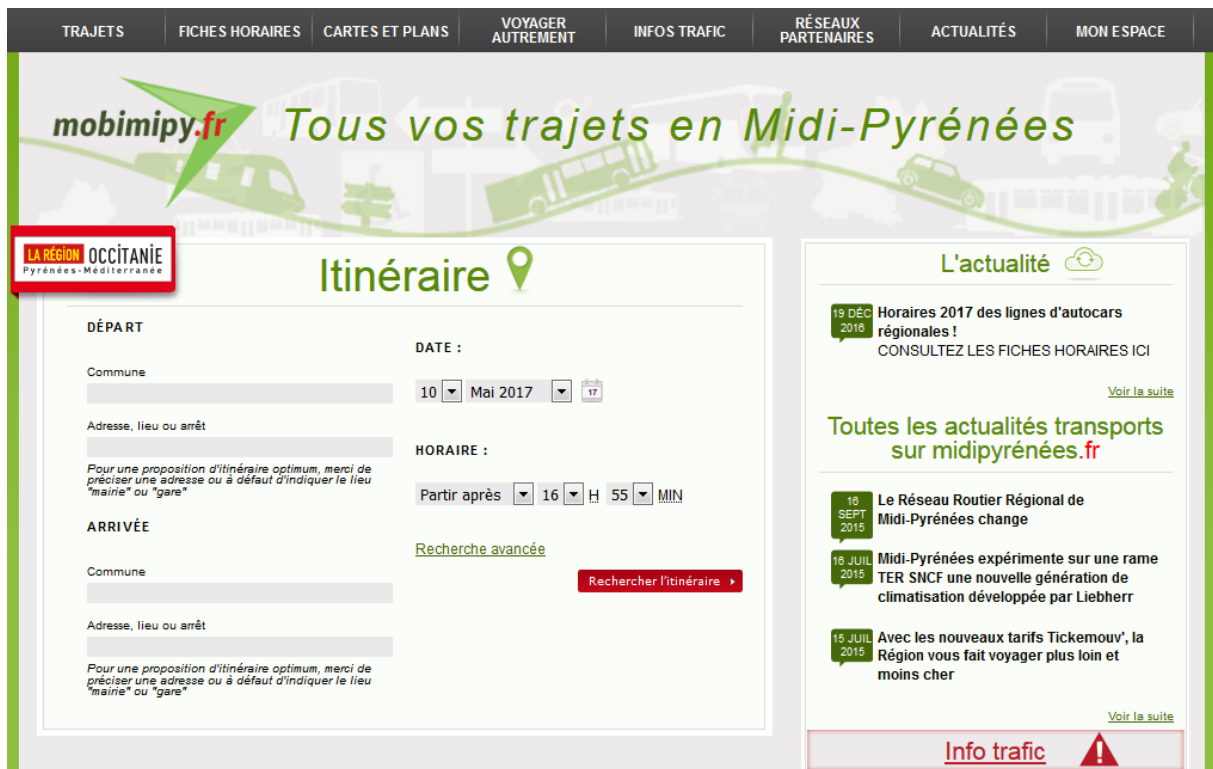 TRAJETS
FICHES HORAIRES
CARTES ET PLANS
VOYAGER
AUTREMENT
INFOS TRAFIC
RÉSEAUX
PARTENAIRES
ACTUALITÉS
MON ESPACE
mobimipy.fr
Tous vos trajets en Midi-Pyrénées
LA RÉGION OCCITANIE
Pyrénées-Méditerranée
Itinéraire
DÉPART
Commune
Adresse, lieu ou arrêt
Pour une proposition d'itinéraire optimum, merci de
préciser une adresse ou à défaut d'indiquer le lieu
"mairie" ou "gare"
ARRIVÉE
Commune
Adresse, lieu ou arrêt
Pour une proposition d'itinéraire optimum, merci de
préciser une adresse ou à défaut d'indiquer le lieu
"mairie" ou "gare"
DATE :
10 Mai 2017 17
HORAIRE :
Partir après 16 H 55 MIN
Recherche avancée
Rechercher l'itinéraire
L'actualité
19 DÉC
2016
Horaires 2017 des lignes d'autocars
régionales !
CONSULTEZ LES FICHES HORAIRES ICI
Voir la suite
Toutes les actualités transports
sur midipyrénées.fr
16
SEPT
2015
Le Réseau Routier Régional de
Midi-Pyrénées change
16 JUIL
2015
Midi-Pyrénées expérimente sur une rame
TER SNCF une nouvelle génération de
climatisation développée par Liebherr
15 JUIL
2015
Avec les nouveaux tarifs Tickemouv', la
Région vous fait voyager plus loin et
moins cher
Voir la suite
Info trafic